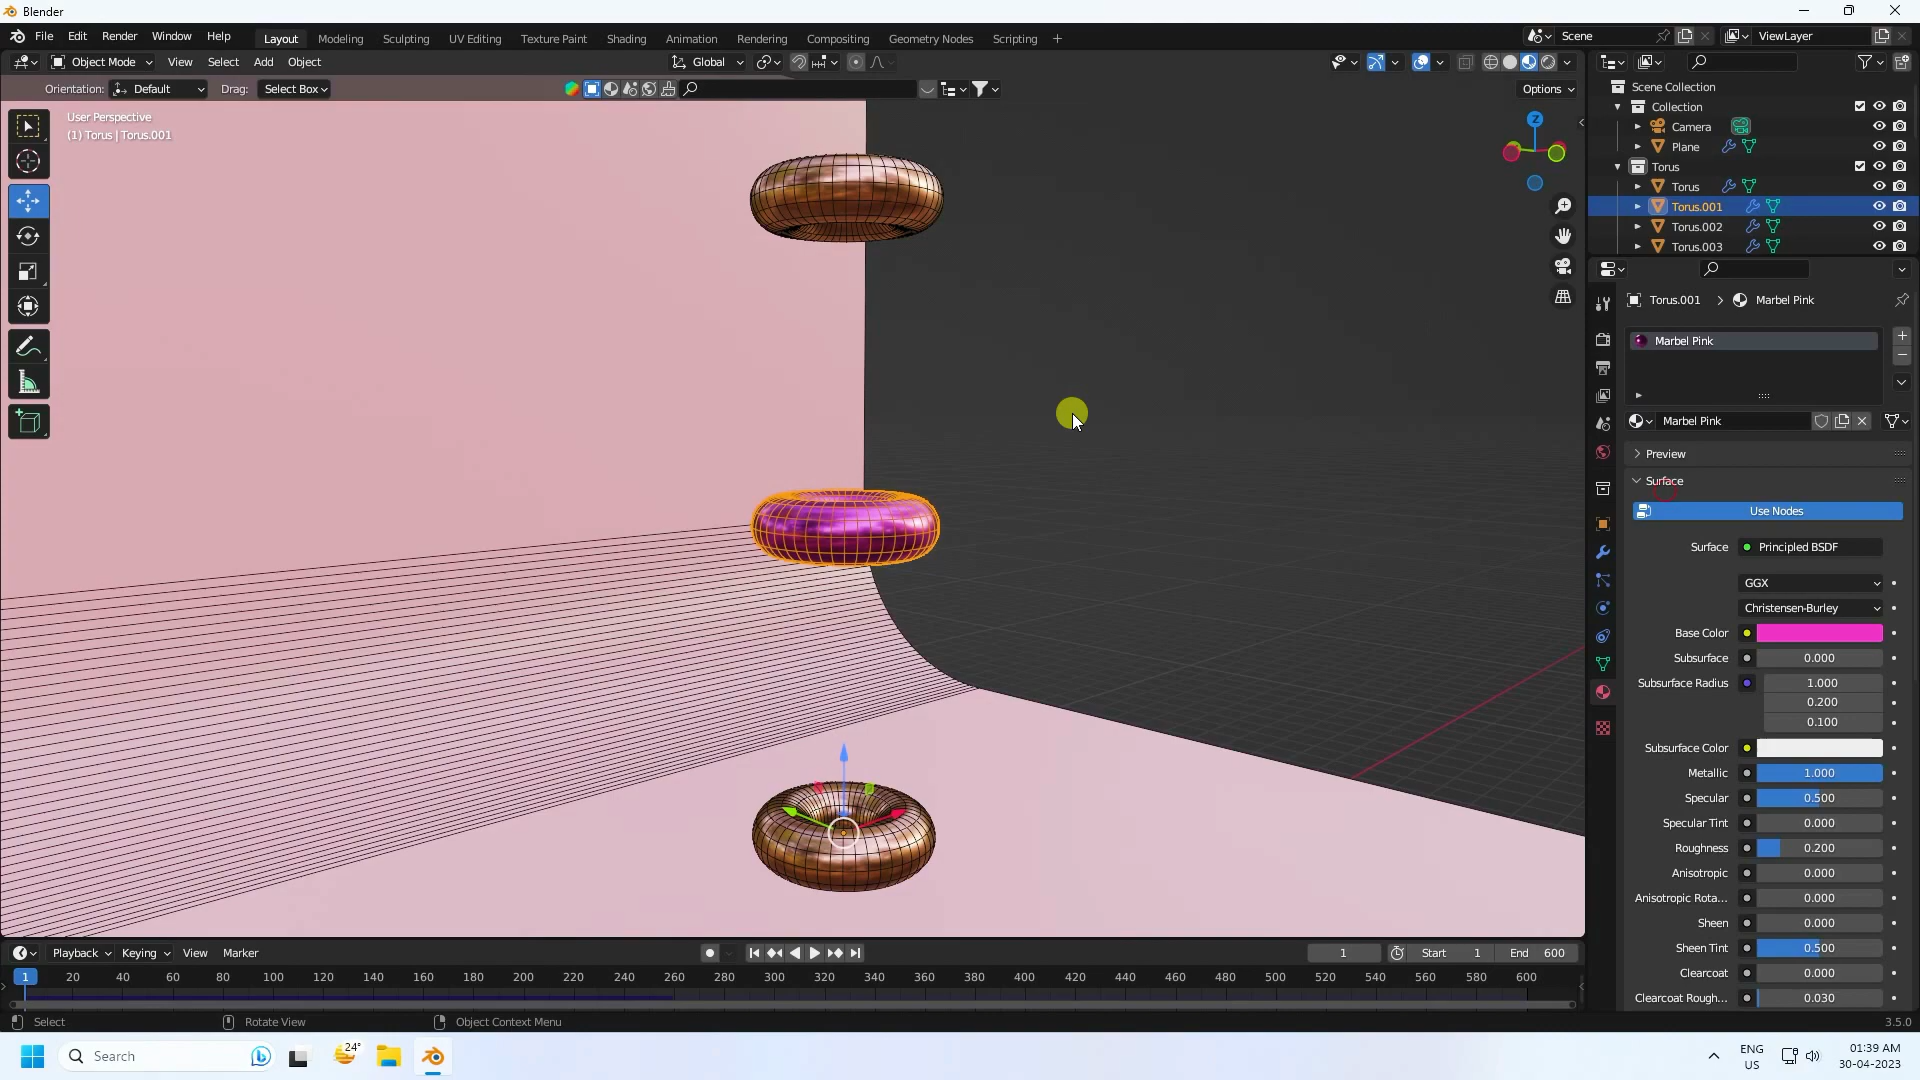 Blender
File Edit Render Window Help Layout Modeling Sculpting UV Editing Texture Paint Shading Animation Rendering Compositing Geometry Nodes Scripting + Scene ViewLayer
Object Mode View Select Add Object Global
Orientation: Default Drag: Select Box Options
User Perspective
(1) Torus | Torus.001
Z
Scene Collection
Collection
Camera
Plane
Torus
Torus
Torus.001
Torus.002
Torus.003
Torus.001 > Marbel Pink
Marbel Pink
Marbel Pink
Preview
Surface
Use Nodes
Surface Principled BSDF
GGX
Christensen-Burley
Base Color
Subsurface 0.000
Subsurface Radius 1.000
0.200
0.100
Subsurface Color
Metallic 1.000
Specular 0.500
Specular Tint 0.000
Roughness 0.200
Anisotropic 0.000
Anisotropic Rota... 0.000
Sheen 0.000
Sheen Tint 0.500
Clearcoat 0.000
Clearcoat Rough... 0.030
Playback Keying View Marker 1 Start 1 End 600
1 20 40 60 80 100 120 140 160 180 200 220 240 260 280 300 320 340 360 380 400 420 440 460 480 500 520 540 560 580 600
Select Rotate View Object Context Menu 3.5.0
Search 24° ENG
US
01:39 AM
30-04-2023